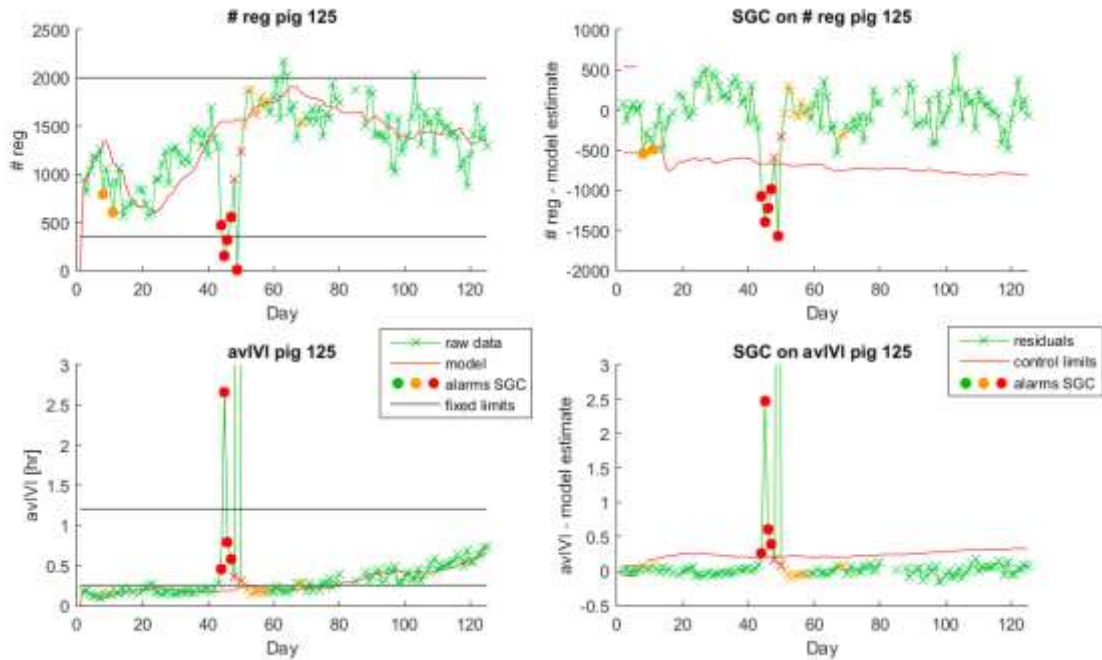 # reg pig 125
2500
2000
1500
1000
500
0
# reg
0 20 40 60 80 100 120
Day
SGC on # reg pig 125
1000
500
0
-500
-1000
-1500
-2000
# reg - model estimate
0 20 40 60 80 100 120
Day
avIVI pig 125
3
2.5
2
1.5
1
0.5
0
avIVI [hr]
0 20 40 60 80 100 120
Day
raw data
model
alarms SGC
fixed limits
SGC on avIVI pig 125
3
2.5
2
1.5
1
0.5
0
-0.5
avIVI - model estimate
0 20 40 60 80 100 120
Day
residuals
control limits
alarms SGC